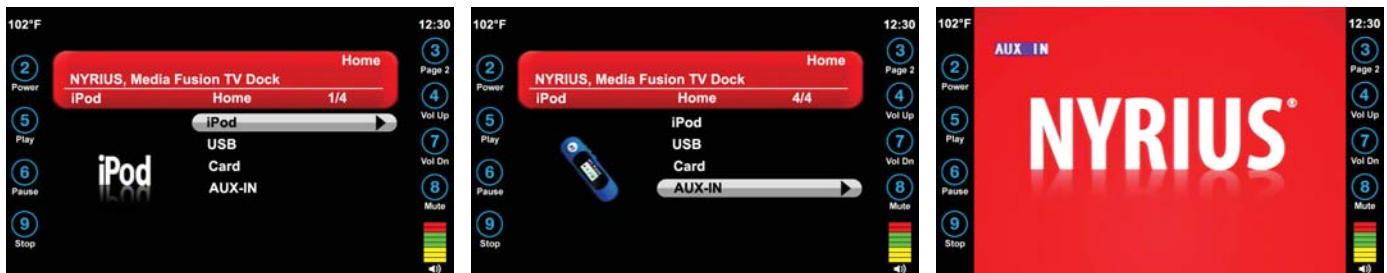 102°F
12:30
2
Power
5
Play
6
Pause
9
Stop
Home
NYRIUS, Media Fusion TV Dock
iPod Home 1/4
iPod
iPod
USB
Card
AUX-IN
3
Page 2
4
Vol Up
7
Vol Dn
8
Mute
102°F
12:30
2
Power
5
Play
6
Pause
9
Stop
Home
NYRIUS, Media Fusion TV Dock
iPod Home 4/4
iPod
USB
Card
AUX-IN
3
Page 2
4
Vol Up
7
Vol Dn
8
Mute
102°F
12:30
2
Power
5
Play
6
Pause
9
Stop
AUX IN
NYRIUS®
3
Page 2
4
Vol Up
7
Vol Dn
8
Mute